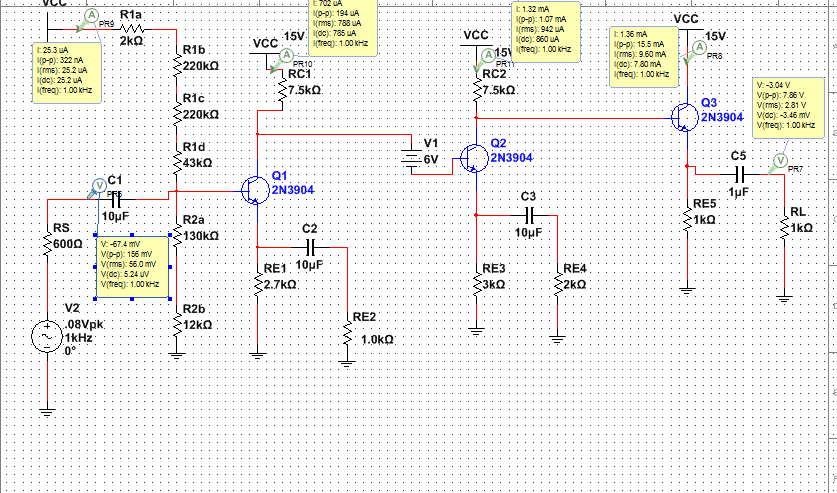 VCC
R1a
PR9
2kΩ
I: 25.3 uA
I(p-p): 322 nA
I(rms): 25.2 uA
I(dc): 25.2 uA
I(freq): 1.00 kHz
R1b
220kΩ
R1c
220kΩ
R1d
43kΩ
R2a
130kΩ
R2b
12kΩ
V
PR5
C1
10µF
RS
600Ω
V: -67.4 mV
V(p-p): 156 mV
V(rms): 56.0 mV
V(dc): 5.24 uV
V(freq): 1.00 kHz
V2
.08Vpk
1kHz
0°
I: 702 uA
I(p-p): 194 uA
I(rms): 788 uA
I(dc): 785 uA
I(freq): 1.00 kHz
VCC
15V
A
PR10
RC1
7.5kΩ
Q1
2N3904
C2
10µF
RE1
2.7kΩ
RE2
1.0kΩ
V1
6V
I: 1.32 mA
I(p-p): 1.07 mA
I(rms): 942 uA
I(dc): 860 uA
I(freq): 1.00 kHz
VCC
A
PR11
RC2
7.5kΩ
Q2
2N3904
C3
10µF
RE3
3kΩ
RE4
2kΩ
I: 1.36 mA
I(p-p): 15.5 mA
I(rms): 9.60 mA
I(dc): 7.80 mA
I(freq): 1.00 kHz
VCC
15V
A
PR8
Q3
2N3904
V: -3.04 V
V(p-p): 7.86 V
V(rms): 2.81 V
V(dc): -3.46 mV
V(freq): 1.00 kHz
V
PR7
C5
1µF
RE5
1kΩ
RL
1kΩ